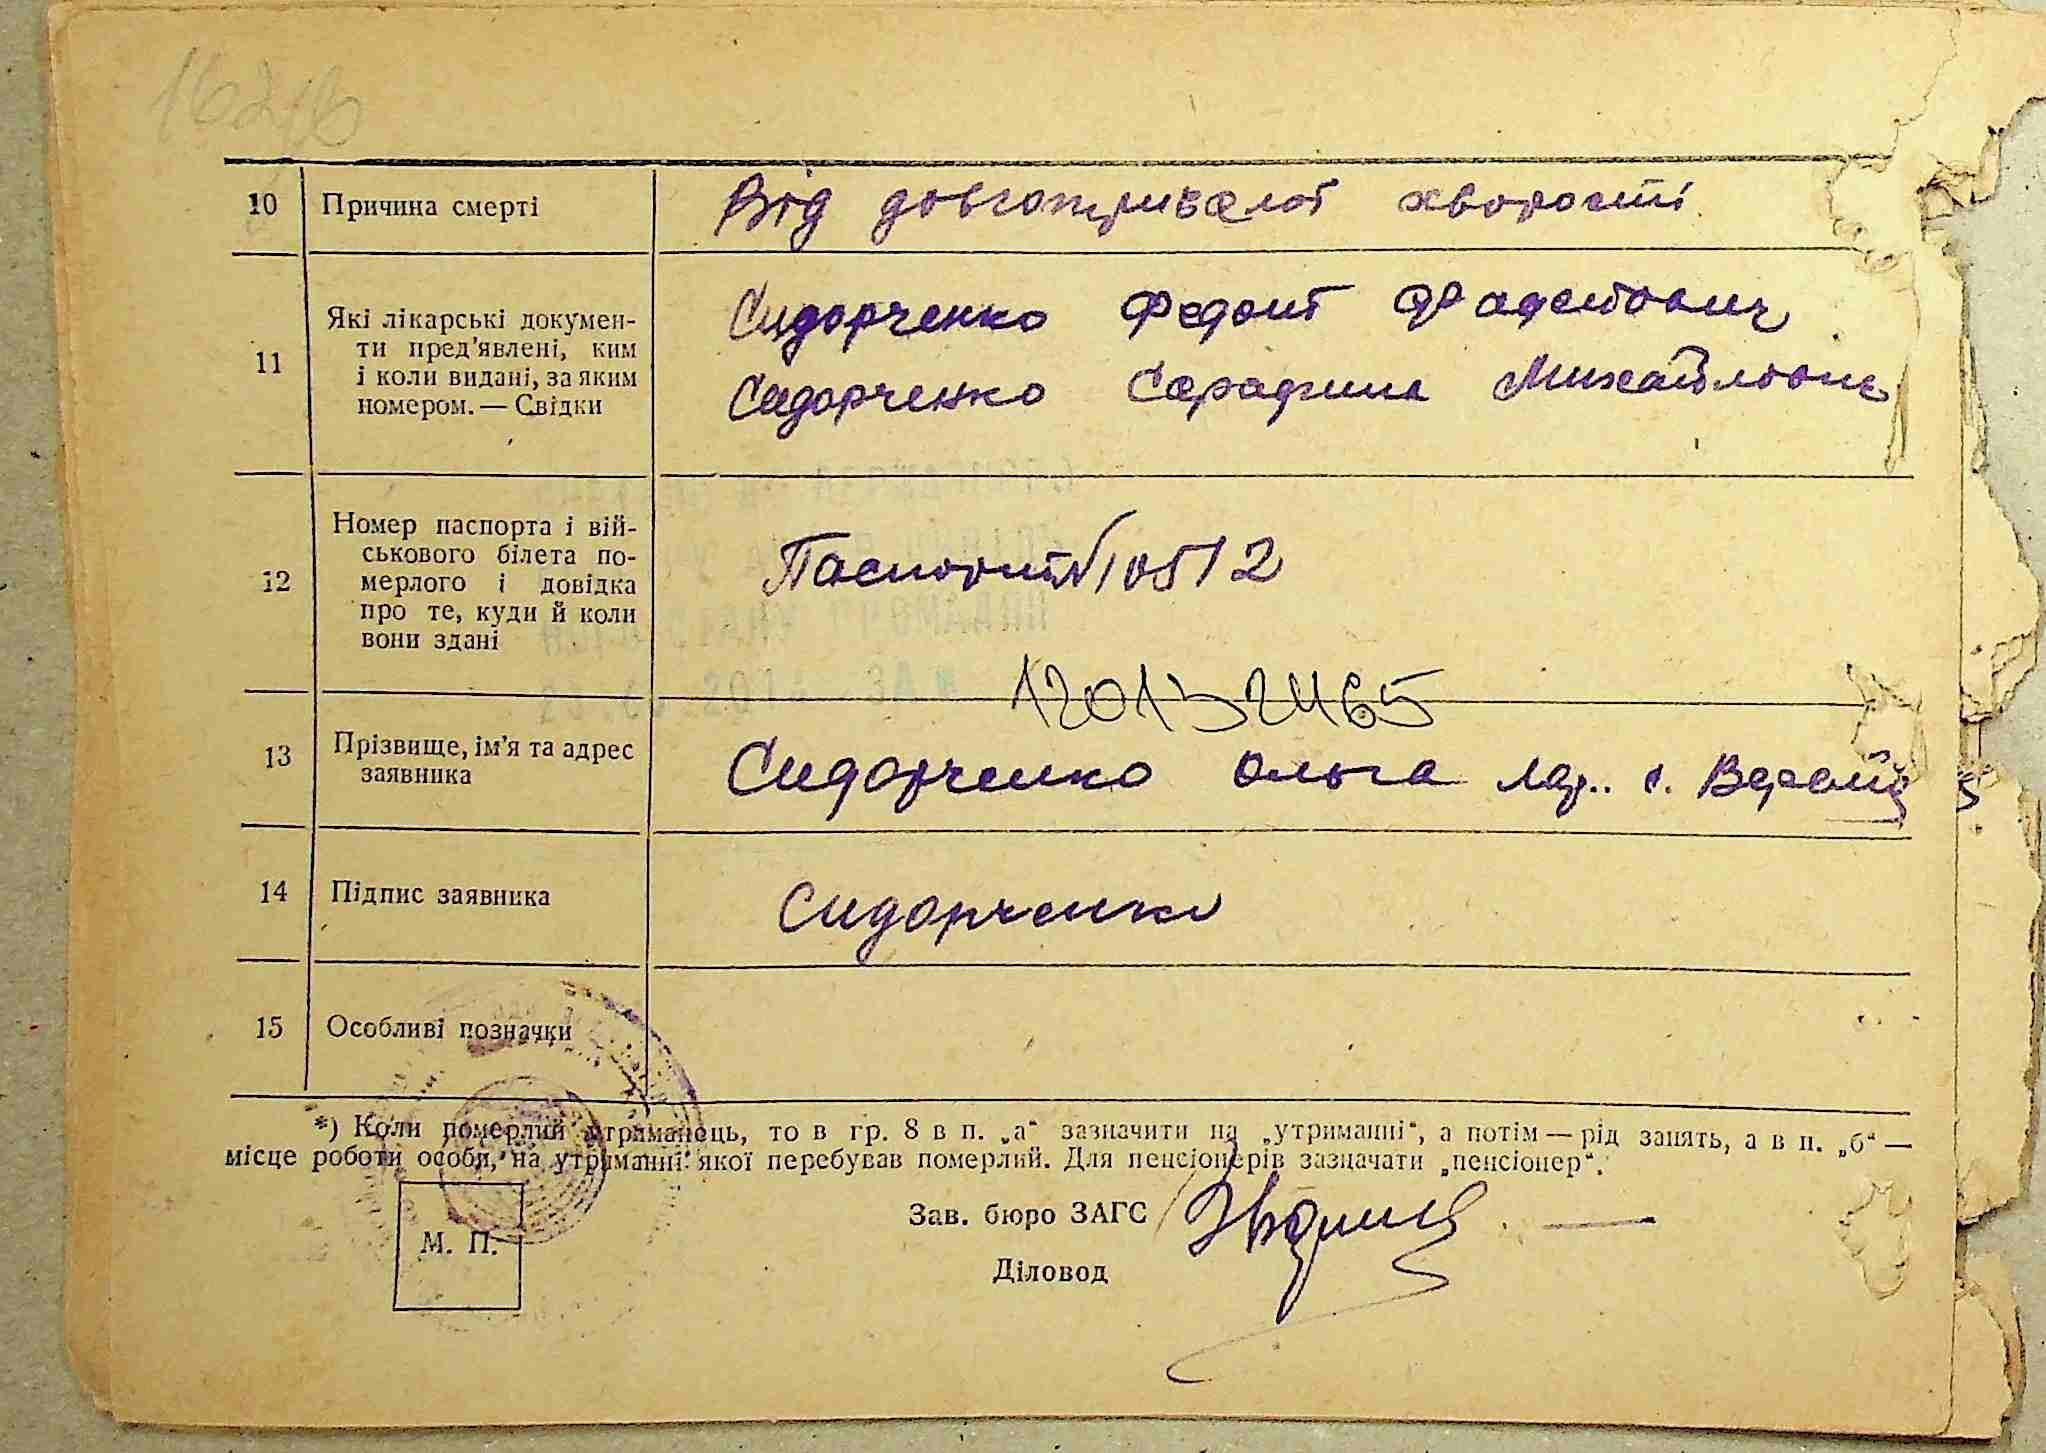 10 Причина смерті Від довготривалої хворости
11 Які лікарські докумен-
ти пред'явлені, ким
і коли видані, за яким
номером. — Свідки
Сидорченко Федот
Сидорченко Серафима Михайловна
12 Номер паспорта і вій-
ськового білета по-
мерлого і довідка
про те, куди й коли
вони здані
Паспорт № 10512
13 Прізвище, ім'я та адрес
заявника
Сидорченко Ольга с.
14 Підпис заявника Сидорченко
15 Особливі позначки
*) Коли померлий утриманець, то в гр. 8 в п. „а“ зазначити на „утриманні“, а потім — рід занять, а в п. „б“ —
місце роботи особи, на утриманні якої перебував померлий. Для пенсіонерів зазначати „пенсіонер“.
М. П.
Зав. бюро ЗАГС
Діловод